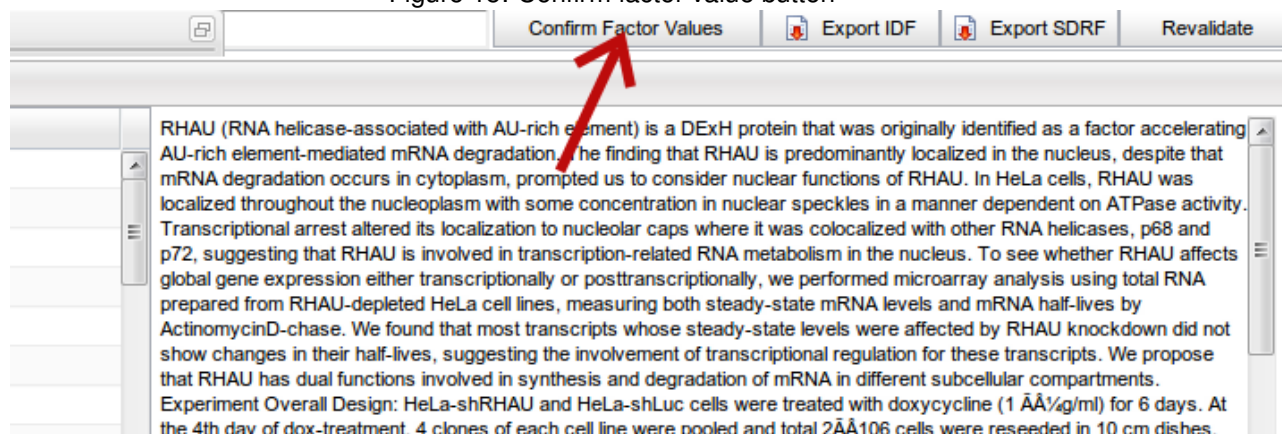 Figure 18: Confirm factor value button
Confirm Factor Values Export IDF Export SDRF Revalidate
RHAU (RNA helicase-associated with AU-rich element) is a DExH protein that was originally identified as a factor accelerating
AU-rich element-mediated mRNA degradation. The finding that RHAU is predominantly localized in the nucleus, despite that
mRNA degradation occurs in cytoplasm, prompted us to consider nuclear functions of RHAU. In HeLa cells, RHAU was
localized throughout the nucleoplasm with some concentration in nuclear speckles in a manner dependent on ATPase activity.
Transcriptional arrest altered its localization to nucleolar caps where it was colocalized with other RNA helicases, p68 and
p72, suggesting that RHAU is involved in transcription-related RNA metabolism in the nucleus. To see whether RHAU affects
global gene expression either transcriptionally or posttranscriptionally, we performed microarray analysis using total RNA
prepared from RHAU-depleted HeLa cell lines, measuring both steady-state mRNA levels and mRNA half-lives by
ActinomycinD-chase. We found that most transcripts whose steady-state levels were affected by RHAU knockdown did not
show changes in their half-lives, suggesting the involvement of transcriptional regulation for these transcripts. We propose
that RHAU has dual functions involved in synthesis and degradation of mRNA in different subcellular compartments.
Experiment Overall Design: HeLa-shRHAU and HeLa-shLuc cells were treated with doxycycline (1 ÃÂ¼g/ml) for 6 days. At
the 4th day of dox-treatment, 4 clones of each cell line were pooled and total 2ÃÂ106 cells were reseeded in 10 cm dishes.